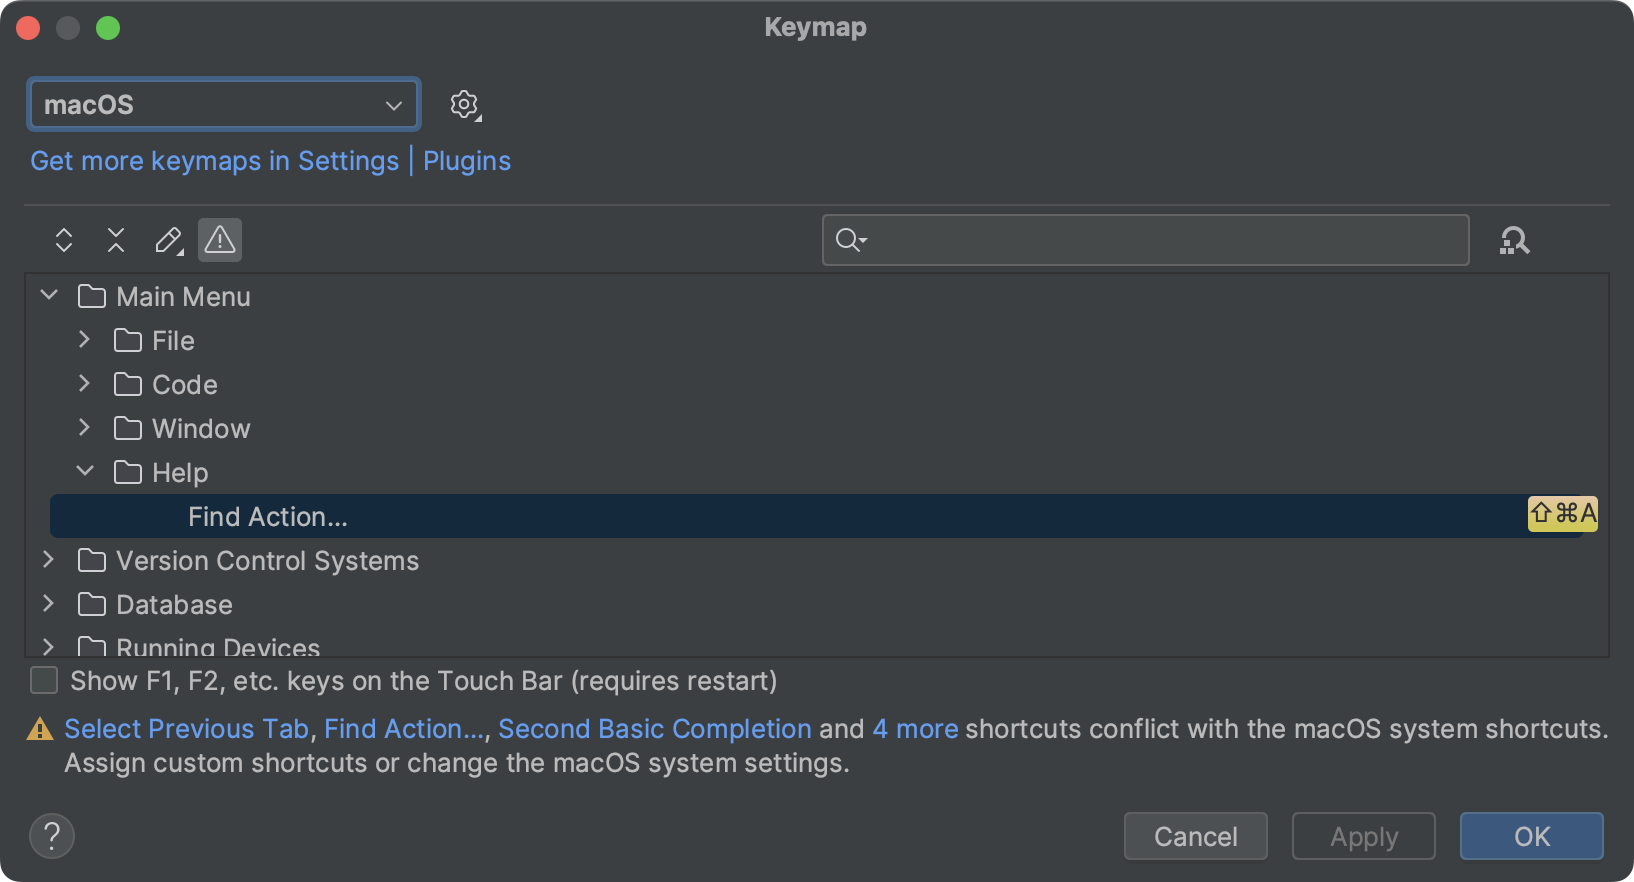 Keymap
macOS
Get more keymaps in Settings | Plugins
Main Menu
File
Code
Window
Help
Find Action...
⇧⌘A
Version Control Systems
Database
Running Devices
Show F1, F2, etc. keys on the Touch Bar (requires restart)
Select Previous Tab, Find Action..., Second Basic Completion and 4 more shortcuts conflict with the macOS system shortcuts.
Assign custom shortcuts or change the macOS system settings.
?
Cancel
Apply
OK